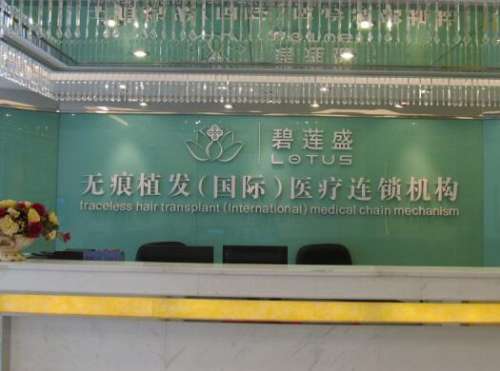 碧莲盛
LOTUS
无痕植发(国际)医疗连锁机构
traceless hair transplant (International) medical chain mechanism